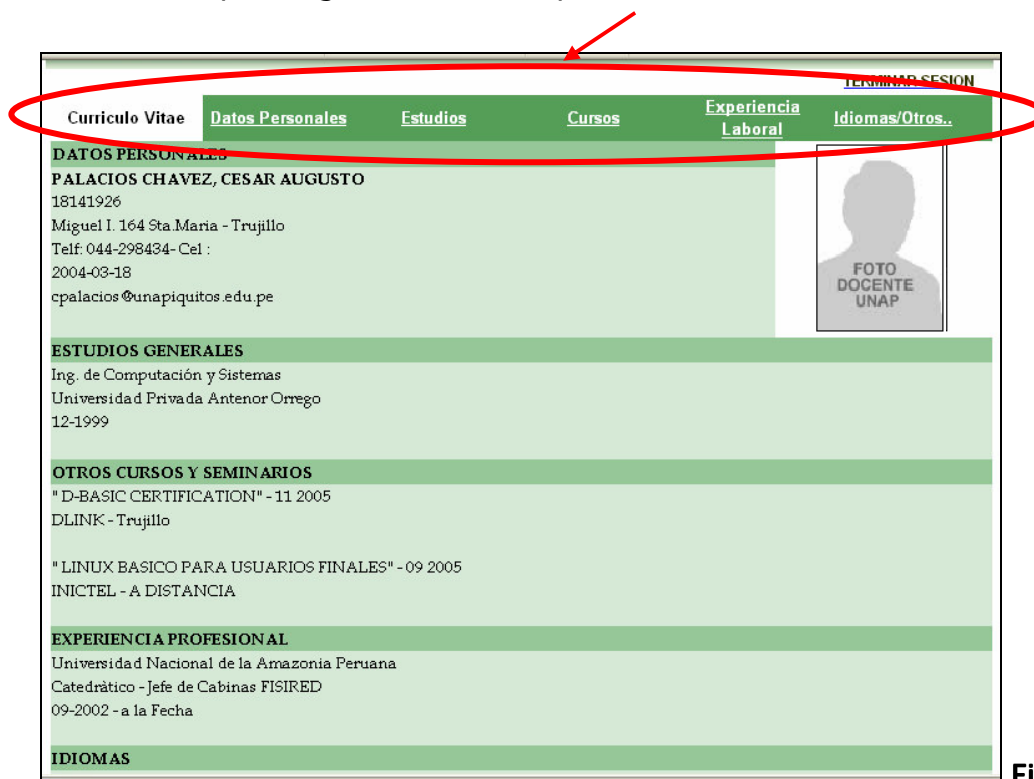 TERMINAR SESION
Curriculo Vitae Datos Personales Estudios Cursos Experiencia Laboral Idiomas/Otros..
DATOS PERSONALES
PALACIOS CHAVEZ, CESAR AUGUSTO
18141926
Miguel I. 164 Sta.Maria - Trujillo
Telf: 044-298434- Cel :
2004-03-18
cpalacios@unapiquitos.edu.pe
FOTO
DOCENTE
UNAP
ESTUDIOS GENERALES
Ing. de Computación y Sistemas
Universidad Privada Antenor Orrego
12-1999
OTROS CURSOS Y SEMINARIOS
" D-BASIC CERTIFICATION" - 11 2005
DLINK - Trujillo
" LINUX BASICO PARA USUARIOS FINALES" - 09 2005
INICTEL - A DISTANCIA
EXPERIENCIA PROFESIONAL
Universidad Nacional de la Amazonia Peruana
Catedràtico - Jefe de Cabinas FISIRED
09-2002 - a la Fecha
IDIOMAS